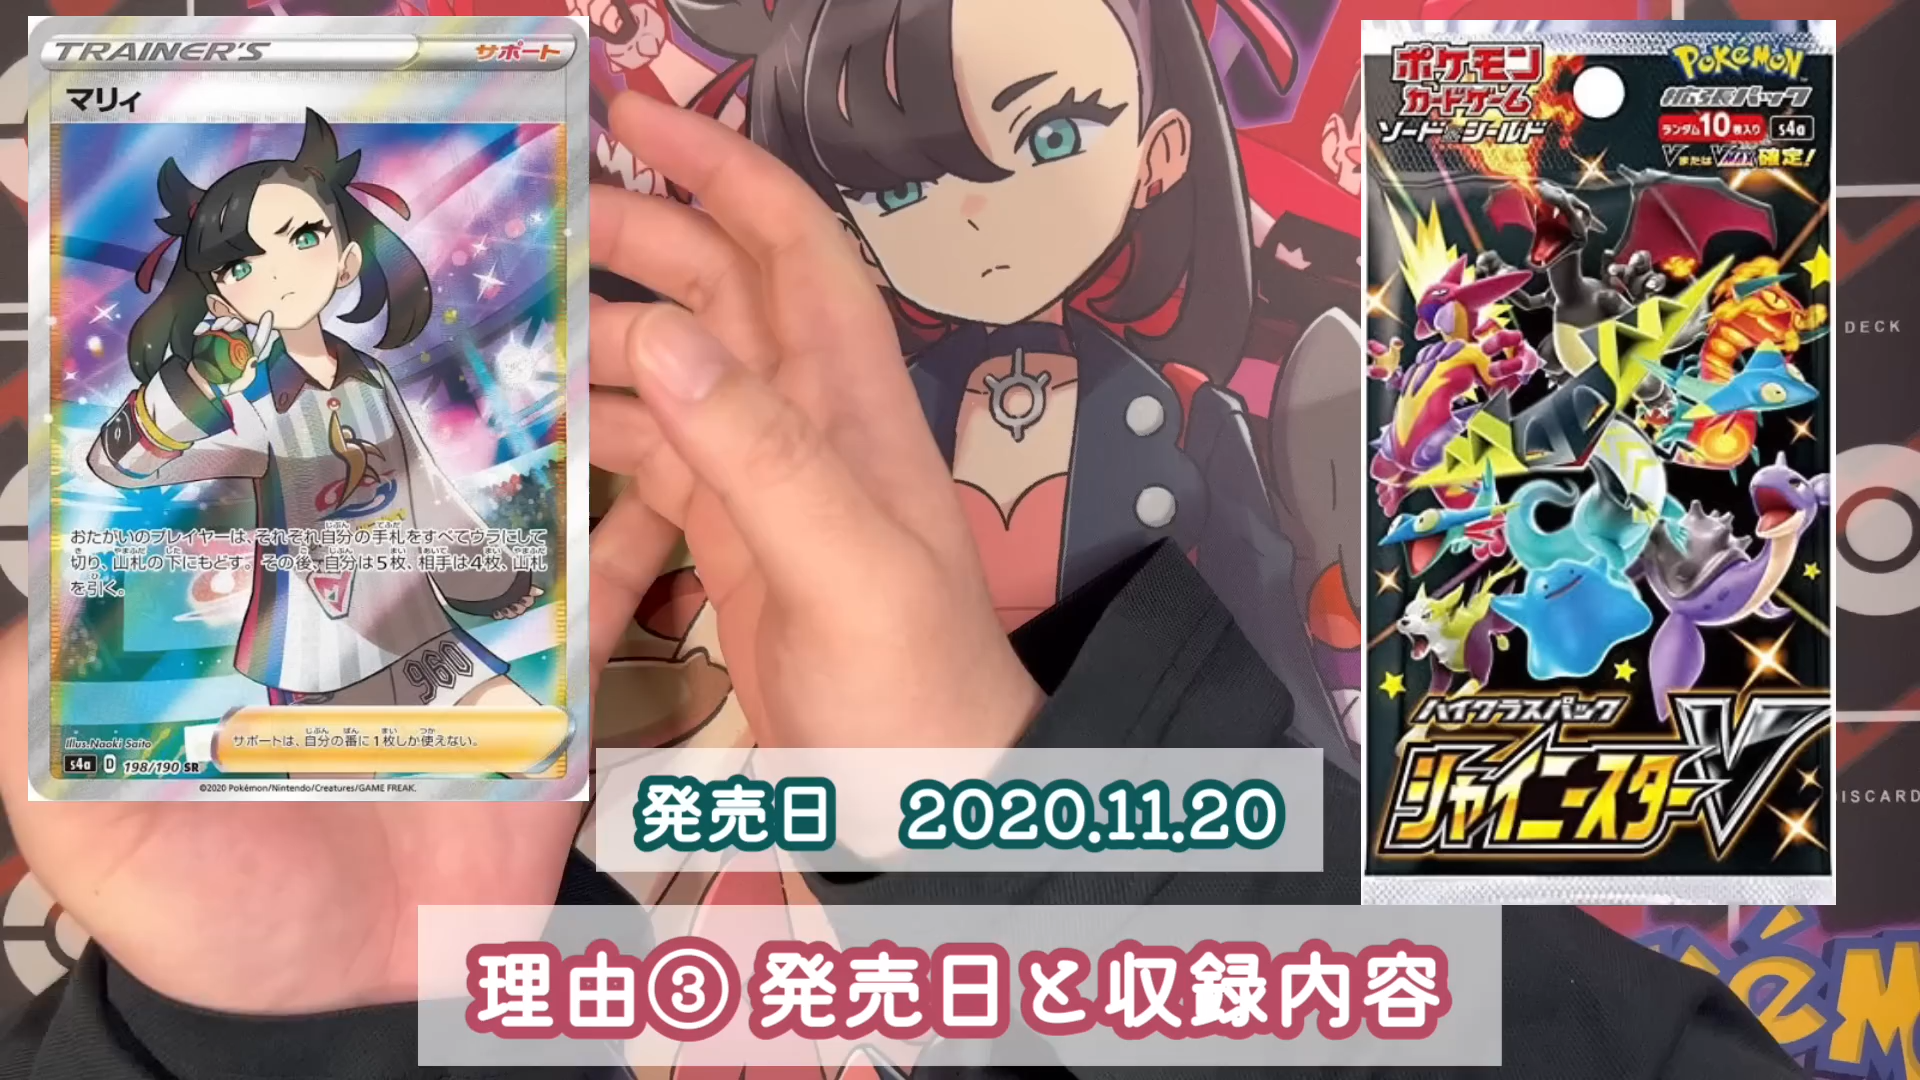 TRAINER'S
サポート
マリィ
おたがいのプレイヤーは、それぞれ自分の手札をすべてウラにして
切り、山札の下にもどす。その後、自分は5枚、相手は4枚、山札
を引く。
960
サポートは、自分の番に1枚しか使えない。
Illus. Naoki Saito
s4a D 198/190 SR
©2020 Pokémon/Nintendo/Creatures/GAME FREAK.
ポケモン
カードゲーム
ソード&シールド
POKÉMON
拡張パック
ランダム10枚入り s4a
VまたはVMAX確定!
ハイクラスパック
シャイニースターV
DECK
DISCARD
発売日 2020.11.20
理由③ 発売日と収録内容